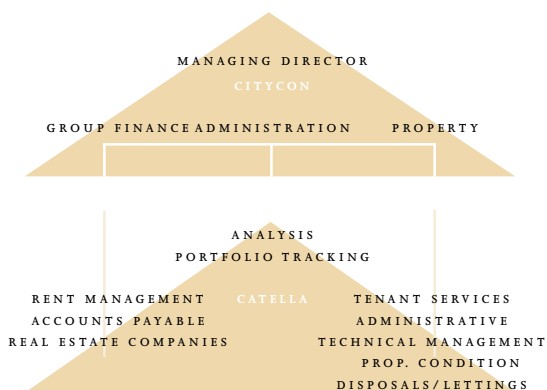 MANAGING DIRECTOR
CITYCON
GROUP FINANCE ADMINISTRATION PROPERTY
ANALYSIS
PORTFOLIO TRACKING
RENT MANAGEMENT CATELLA TENANT SERVICES
ACCOUNTS PAYABLE ADMINISTRATIVE
REAL ESTATE COMPANIES TECHNICAL MANAGEMENT
PROP. CONDITION
DISPOSALS/LETTINGS